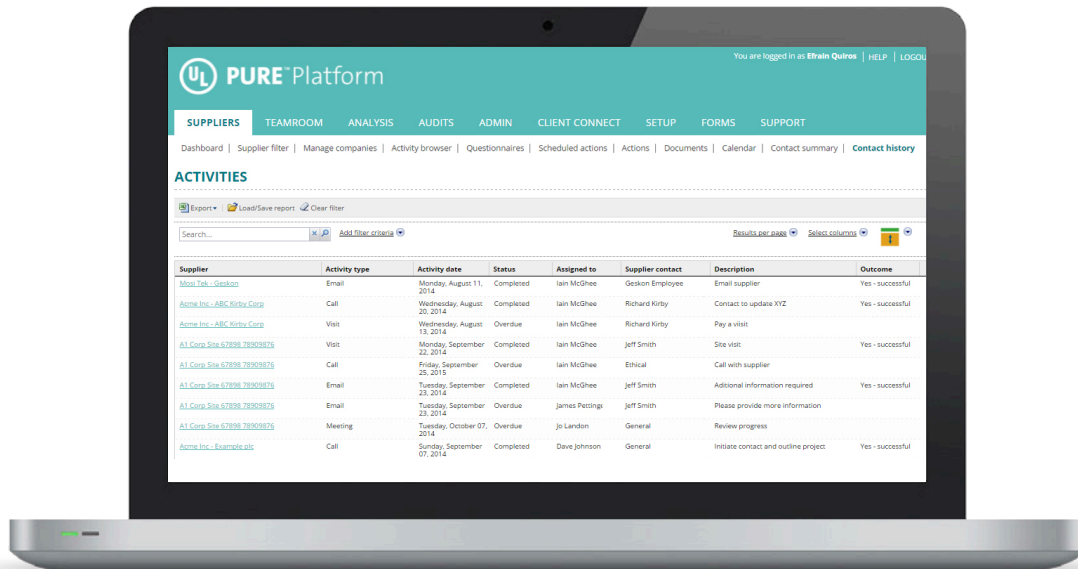 You are logged in as Efrain Quiros | HELP | LOGOU
UL PURE™ Platform
SUPPLIERS TEAMROOM ANALYSIS AUDITS ADMIN CLIENT CONNECT SETUP FORMS SUPPORT
Dashboard | Supplier filter | Manage companies | Activity browser | Questionnaires | Scheduled actions | Actions | Documents | Calendar | Contact summary | Contact history
ACTIVITIES
Export Load/Save report Clear filter
Search... Add filter criteria Results per page Select columns
Supplier Activity type Activity date Status Assigned to Supplier contact Description Outcome
Mosi Tek - Geskon Email Monday, August 11, Completed Iain McGhee Geskon Employee Email supplier Yes - successful
2014
Acme Inc - ABC Kirby Corp Call Wednesday, August Completed Iain McGhee Richard Kirby Contact to update XYZ Yes - successful
20, 2014
Acme Inc - ABC Kirby Corp Visit Wednesday, August Overdue Iain McGhee Richard Kirby Pay a viisit
13, 2014
A1 Corp Site 67898 78909876 Visit Monday, September Completed Iain McGhee Jeff Smith Site visit Yes - successful
22, 2014
A1 Corp Site 67898 78909876 Call Friday, September Overdue Iain McGhee Ethical Call with supplier
25, 2015
A1 Corp Site 67898 78909876 Email Tuesday, September Completed Iain McGhee Jeff Smith Aditional information required Yes - successful
23, 2014
A1 Corp Site 67898 78909876 Email Tuesday, September Overdue James Pettinge Jeff Smith Please provide more information
23, 2014
A1 Corp Site 67898 78909876 Meeting Tuesday, October 07, Overdue Jo Landon General Review progress
2014
Acme Inc - Example plc Call Sunday, September Completed Dave Johnson General Initiate contact and outline project Yes - successful
07, 2014